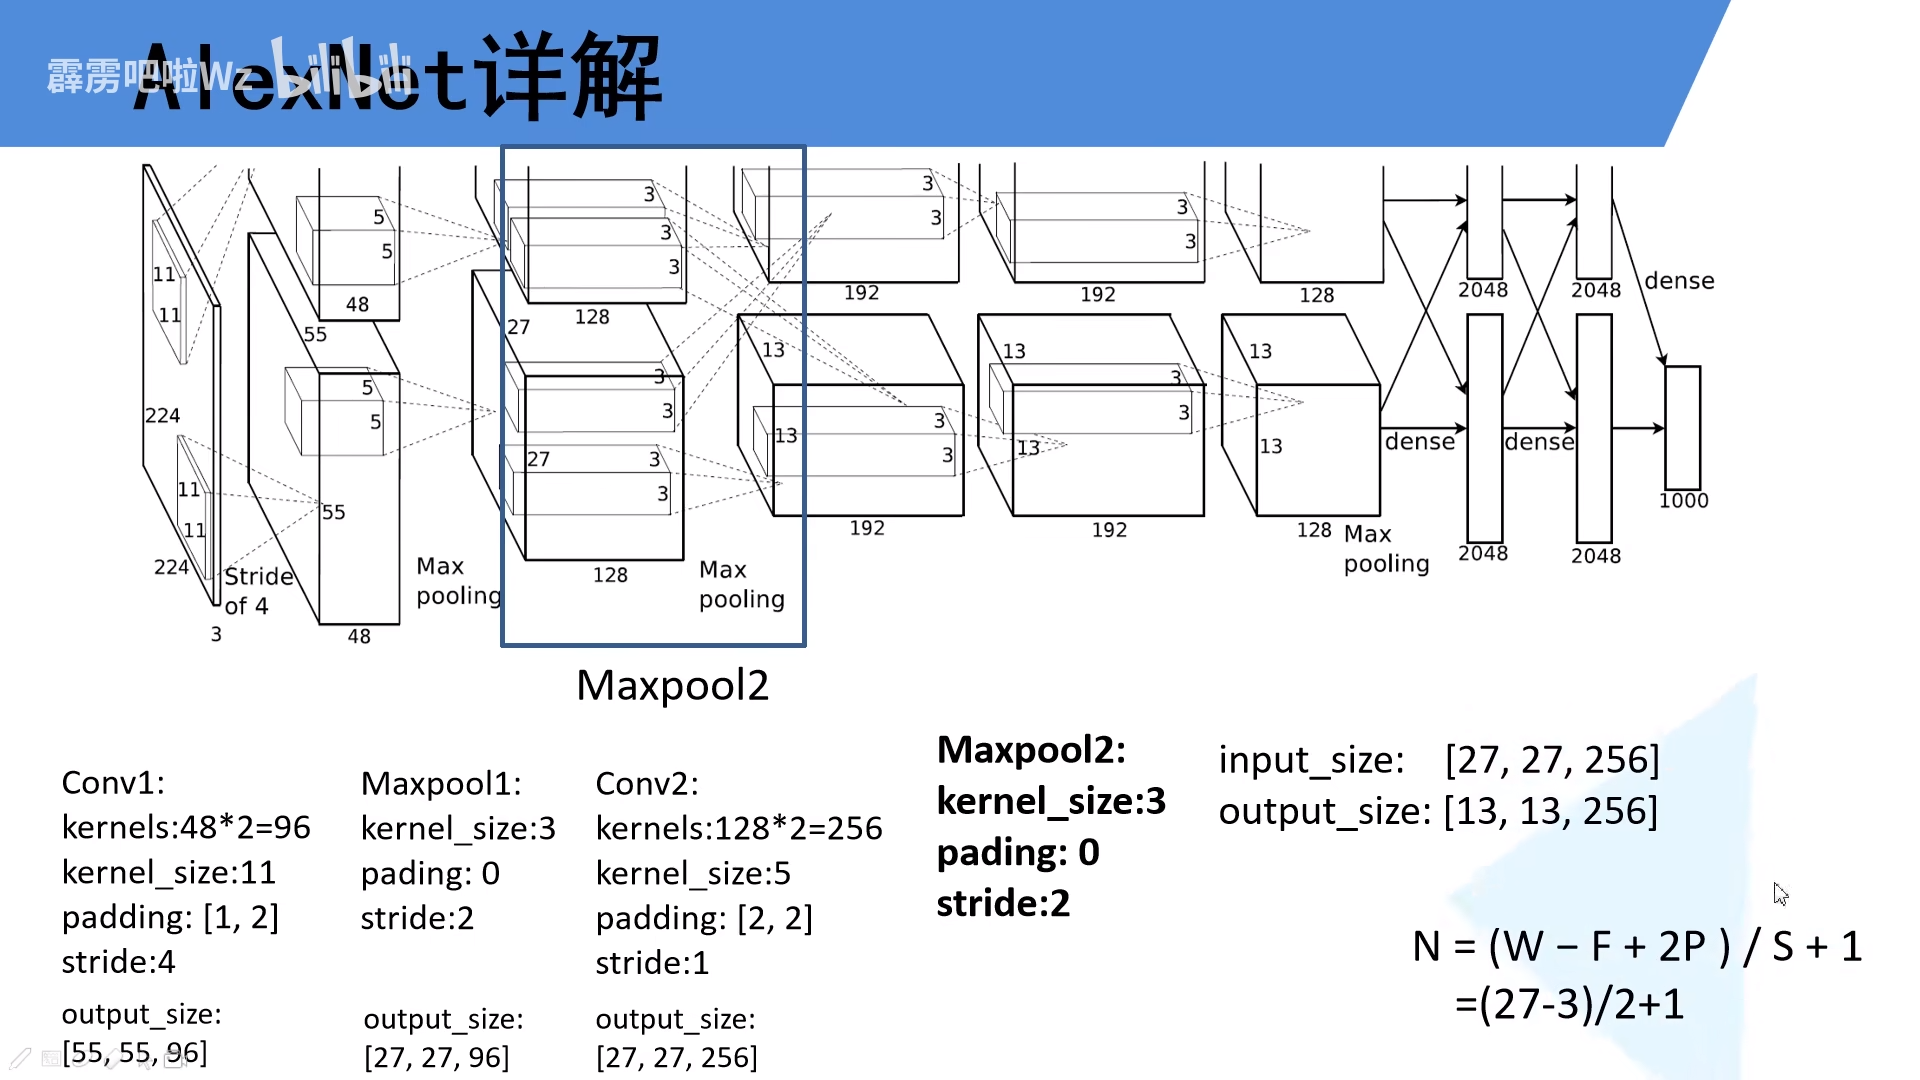 AlexNet详解
霹雳吧啦Wz bilibili
3
3
5
3
3
5
3
3
3
3
11
48
128
192
192
128
2048
2048
dense
11
55
27
13
13
13
5
3
3
224
5
3
3
3
13
3
13
13
dense
dense
27
3
3
11
3
55
11
1000
192
192
128
Max
pooling
2048
2048
224
Stride
of 4
Max
pooling
128
Max
pooling
3
48
Maxpool2
Conv1:
kernels:48*2=96
kernel_size:11
padding: [1, 2]
stride:4
output_size:
[55, 55, 96]
Maxpool1:
kernel_size:3
pading: 0
stride:2
output_size:
[27, 27, 96]
Conv2:
kernels:128*2=256
kernel_size:5
padding: [2, 2]
stride:1
output_size:
[27, 27, 256]
Maxpool2:
kernel_size:3
pading: 0
stride:2
input_size: [27, 27, 256]
output_size: [13, 13, 256]
N = (W − F + 2P ) / S + 1
=(27-3)/2+1